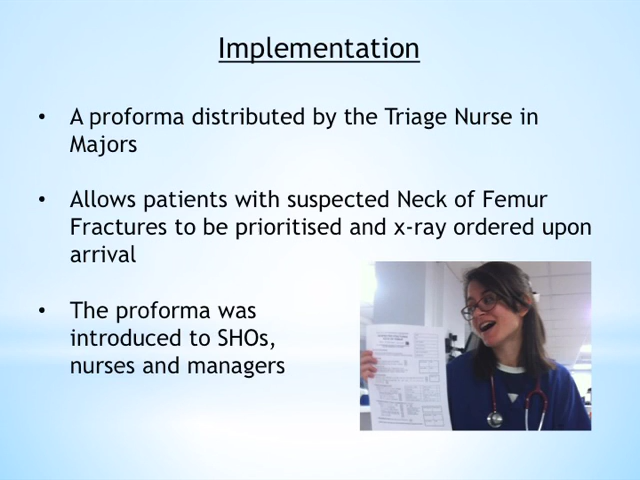 Implementation
• A proforma distributed by the Triage Nurse in
Majors
• Allows patients with suspected Neck of Femur
Fractures to be prioritised and x-ray ordered upon
arrival
• The proforma was
introduced to SHOs,
nurses and managers